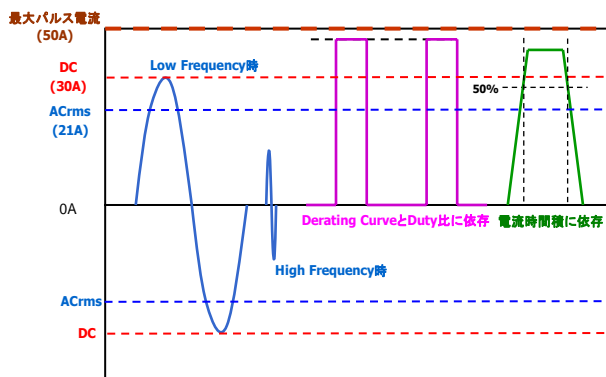 最大パルス電流
(50A)
DC
(30A)
ACrms
(21A)
0A
ACrms
DC
Low Frequency時
High Frequency時
Derating CurveとDuty比に依存
50%
電流時間積に依存